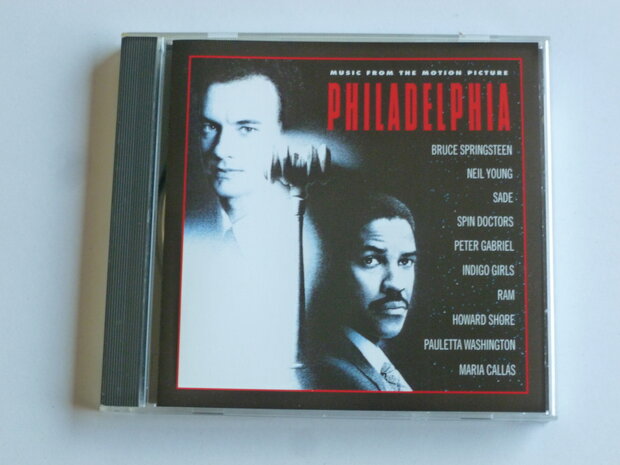 MUSIC FROM THE MOTION PICTURE
PHILADELPHIA
BRUCE SPRINGSTEEN
NEIL YOUNG
SADE
SPIN DOCTORS
PETER GABRIEL
INDIGO GIRLS
RAM
HOWARD SHORE
PAULETTA WASHINGTON
MARIA CALLAS